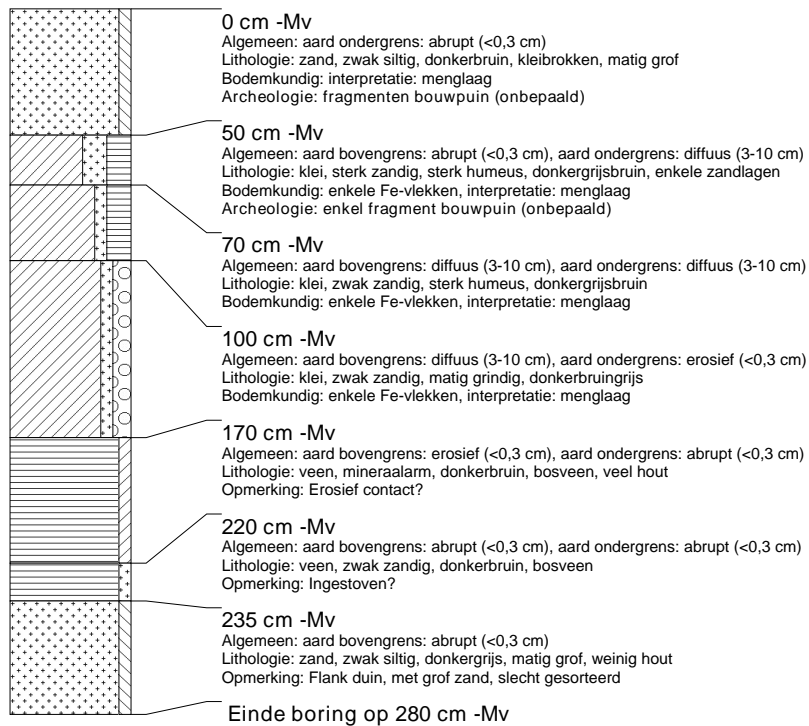 0 cm -Mv
Algemeen: aard ondergrens: abrupt (<0,3 cm)
Lithologie: zand, zwak siltig, donkerbruin, kleibrokken, matig grof
Bodemkundig: interpretatie: menglaag
Archeologie: fragmenten bouwpuin (onbepaald)
50 cm -Mv
Algemeen: aard bovengrens: abrupt (<0,3 cm), aard ondergrens: diffuus (3-10 cm)
Lithologie: klei, sterk zandig, sterk humeus, donkergrijsbruin, enkele zandlagen
Bodemkundig: enkele Fe-vlekken, interpretatie: menglaag
Archeologie: enkel fragment bouwpuin (onbepaald)
70 cm -Mv
Algemeen: aard bovengrens: diffuus (3-10 cm), aard ondergrens: diffuus (3-10 cm)
Lithologie: klei, zwak zandig, sterk humeus, donkergrijsbruin
Bodemkundig: enkele Fe-vlekken, interpretatie: menglaag
100 cm -Mv
Algemeen: aard bovengrens: diffuus (3-10 cm), aard ondergrens: erosief (<0,3 cm)
Lithologie: klei, zwak zandig, matig grindig, donkerbruingrijs
Bodemkundig: enkele Fe-vlekken, interpretatie: menglaag
170 cm -Mv
Algemeen: aard bovengrens: erosief (<0,3 cm), aard ondergrens: abrupt (<0,3 cm)
Lithologie: veen, mineraalarm, donkerbruin, bosveen, veel hout
Opmerking: Erosief contact?
220 cm -Mv
Algemeen: aard bovengrens: abrupt (<0,3 cm), aard ondergrens: abrupt (<0,3 cm)
Lithologie: veen, zwak zandig, donkerbruin, bosveen
Opmerking: Ingestoven?
235 cm -Mv
Algemeen: aard bovengrens: abrupt (<0,3 cm)
Lithologie: zand, zwak siltig, donkergrijs, matig grof, weinig hout
Opmerking: Flank duin, met grof zand, slecht gesorteerd
Einde boring op 280 cm -Mv